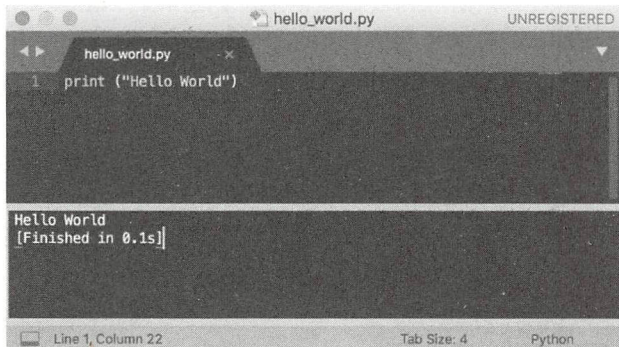 hello_world.py UNREGISTERED
hello_world.py
1 print ("Hello World")
Hello World
[Finished in 0.1s]
Line 1, Column 22 Tab Size: 4 Python